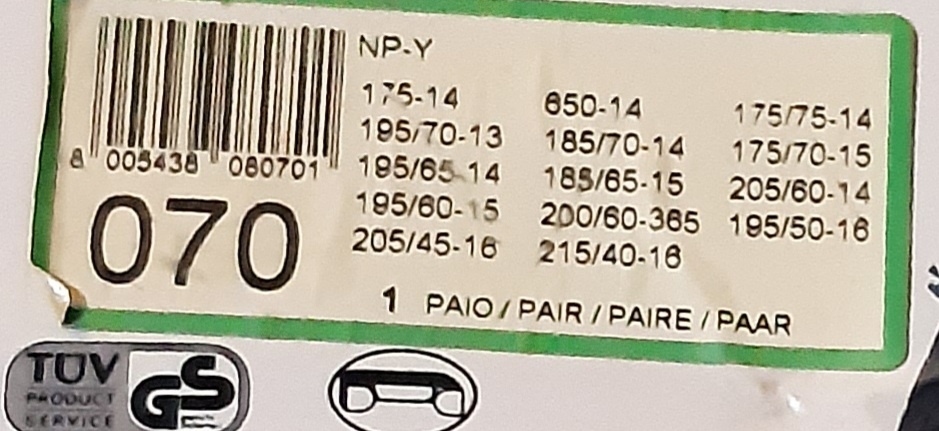 NP-Y
175-14 650-14 175/75-14
195/70-13 185/70-14 175/70-15
195/65-14 185/65-15 205/60-14
195/60-15 200/60-365 195/50-16
205/45-16 215/40-16
8 005438 080701
070
1 PAIO / PAIR / PAIRE / PAAR
TÜV
PRODUCT
SERVICE
GS